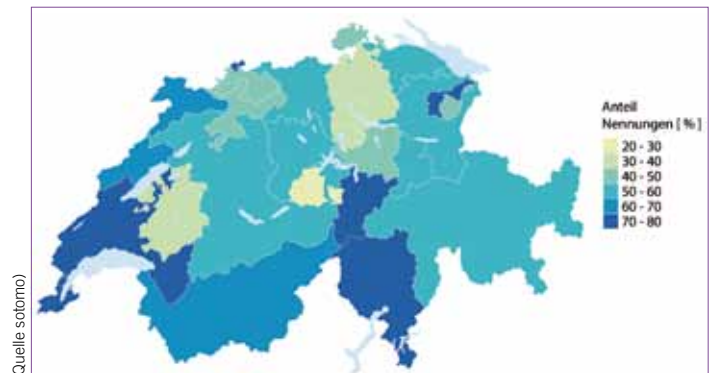 Anteil
Nennungen [ % ]
20 - 30
30 - 40
40 - 50
50 - 60
60 - 70
70 - 80
Quelle sotomo)